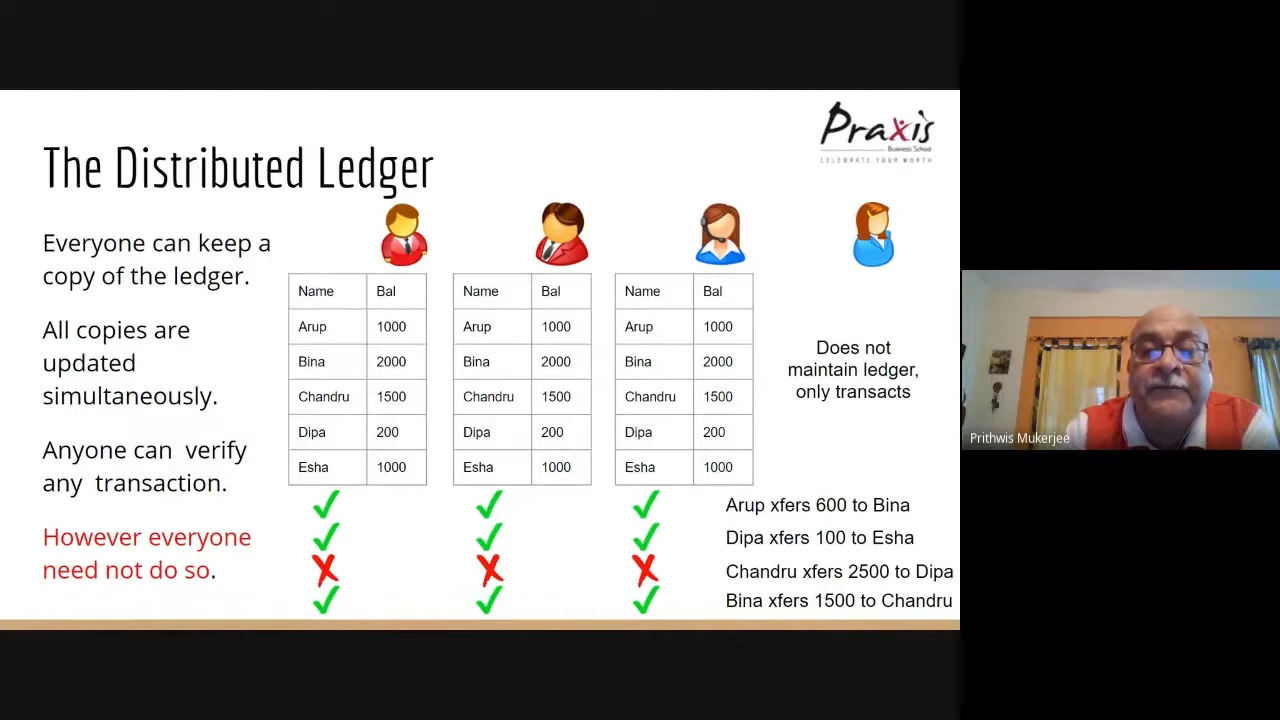 Praxis
Business School
CELEBRATE YOUR WORTH
The Distributed Ledger
Everyone can keep a
copy of the ledger.
All copies are
updated
simultaneously.
Anyone can verify
any transaction.
However everyone
need not do so.
Name Bal
Arup 1000
Bina 2000
Chandru 1500
Dipa 200
Esha 1000
Name Bal
Arup 1000
Bina 2000
Chandru 1500
Dipa 200
Esha 1000
Name Bal
Arup 1000
Bina 2000
Chandru 1500
Dipa 200
Esha 1000
Does not
maintain ledger,
only transacts
Arup xfers 600 to Bina
Dipa xfers 100 to Esha
Chandru xfers 2500 to Dipa
Bina xfers 1500 to Chandru
Prithwis Mukerjee